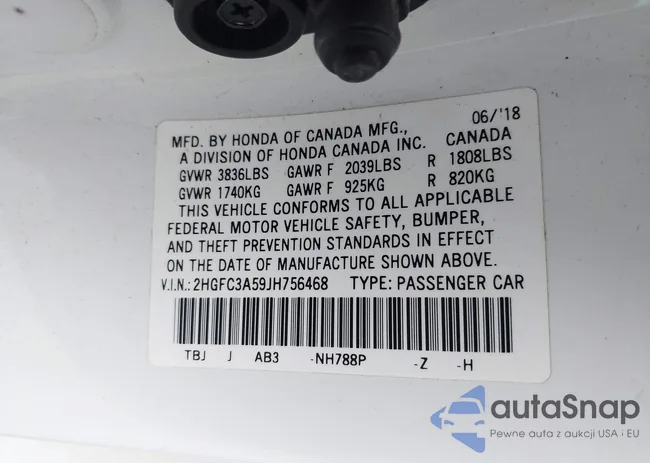 06/'18
MFD. BY HONDA OF CANADA MFG., CANADA
A DIVISION OF HONDA CANADA INC.
GVWR 3836LBS GAWR F 2039LBS R 1808LBS
GVWR 1740KG GAWR F 925KG R 820KG
THIS VEHICLE CONFORMS TO ALL APPLICABLE
FEDERAL MOTOR VEHICLE SAFETY, BUMPER,
AND THEFT PREVENTION STANDARDS IN EFFECT
ON THE DATE OF MANUFACTURE SHOWN ABOVE.
V.I.N.: 2HGFC3A59JH756468 TYPE: PASSENGER CAR
TBJ J AB3 -NH788P -Z -H
autaSnap
Pewne auta z aukcji USA i EU